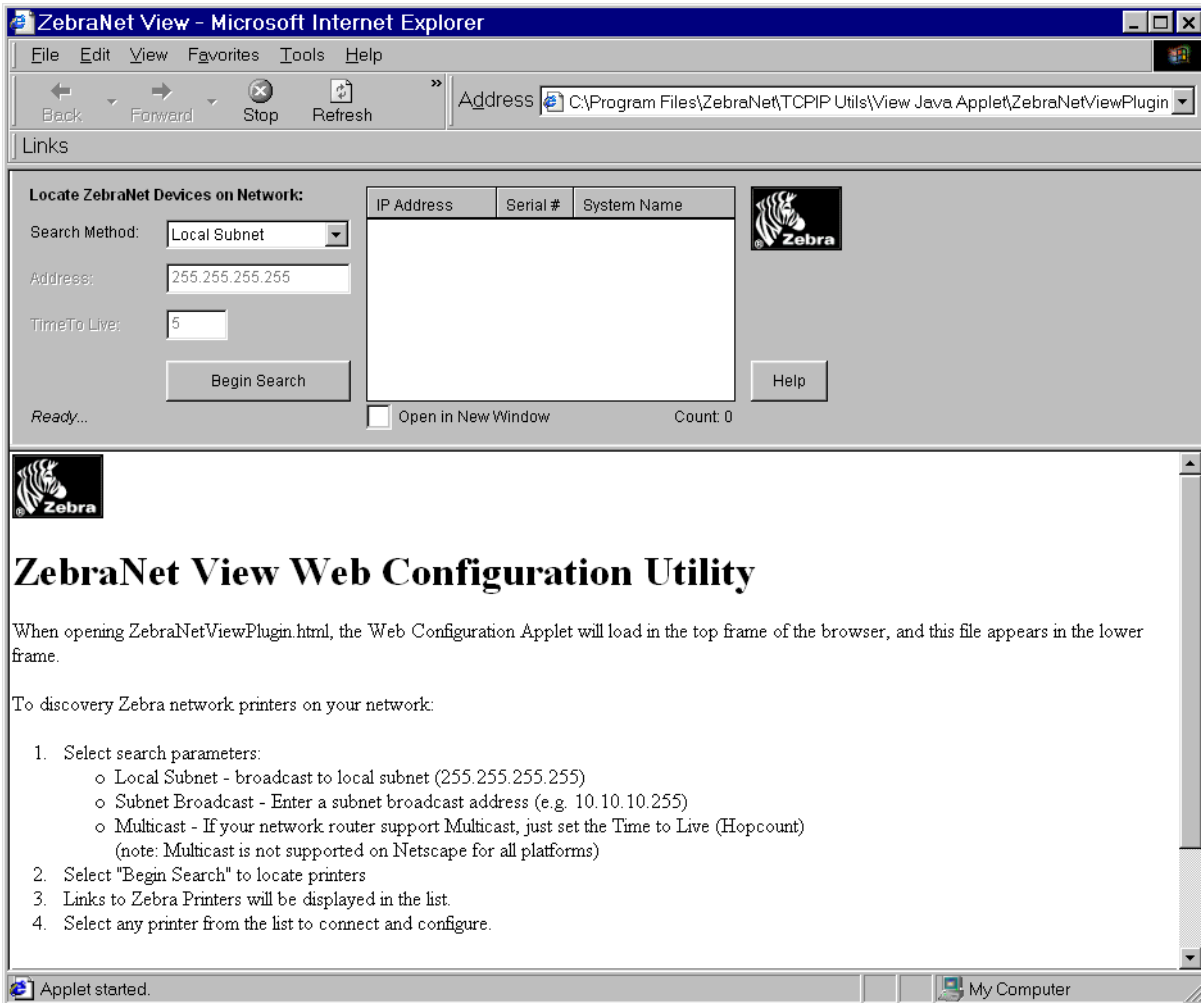 ZebraNet View - Microsoft Internet Explorer
File Edit View Favorites Tools Help
Back Forward Stop Refresh » Address C:\Program Files\ZebraNet\TCPIP Utils\View Java Applet\ZebraNetViewPlugin
Links
Locate ZebraNet Devices on Network:
Search Method: Local Subnet
Address: 255.255.255.255
TimeTo Live: 5
Begin Search
Ready...
IP Address Serial # System Name
Open in New Window Count: 0
® Zebra
Help
® Zebra
ZebraNet View Web Configuration Utility
When opening ZebraNetViewPlugin.html, the Web Configuration Applet will load in the top frame of the browser, and this file appears in the lower
frame.
To discovery Zebra network printers on your network:
1. Select search parameters:
o Local Subnet - broadcast to local subnet (255.255.255.255)
o Subnet Broadcast - Enter a subnet broadcast address (e.g. 10.10.10.255)
o Multicast - If your network router support Multicast, just set the Time to Live (Hopcount)
(note: Multicast is not supported on Netscape for all platforms)
2. Select "Begin Search" to locate printers
3. Links to Zebra Printers will be displayed in the list.
4. Select any printer from the list to connect and configure.
Applet started. My Computer